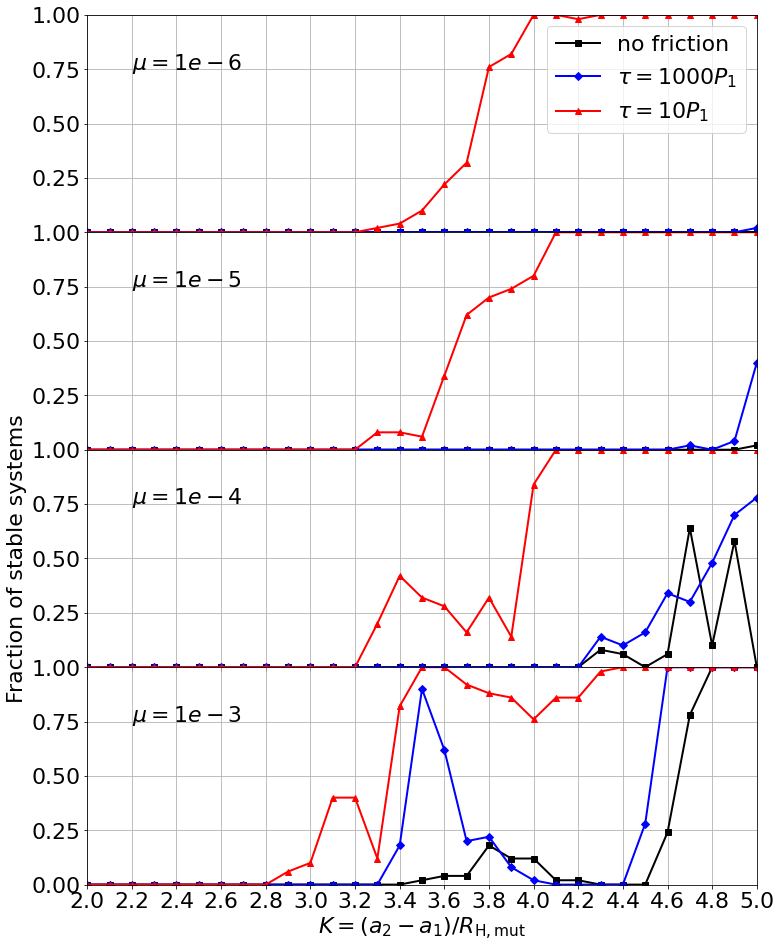 1.00
0.75
0.50
0.25
μ = 1e − 6
no friction
τ = 1000P₁
τ = 10P₁
1.00
0.75
0.50
0.25
μ = 1e − 5
1.00
0.75
0.50
0.25
μ = 1e − 4
1.00
0.75
0.50
0.25
0.00
μ = 1e − 3
Fraction of stable systems
2.0 2.2 2.4 2.6 2.8 3.0 3.2 3.4 3.6 3.8 4.0 4.2 4.4 4.6 4.8 5.0
K = (a₂ − a₁)/R_H,mut